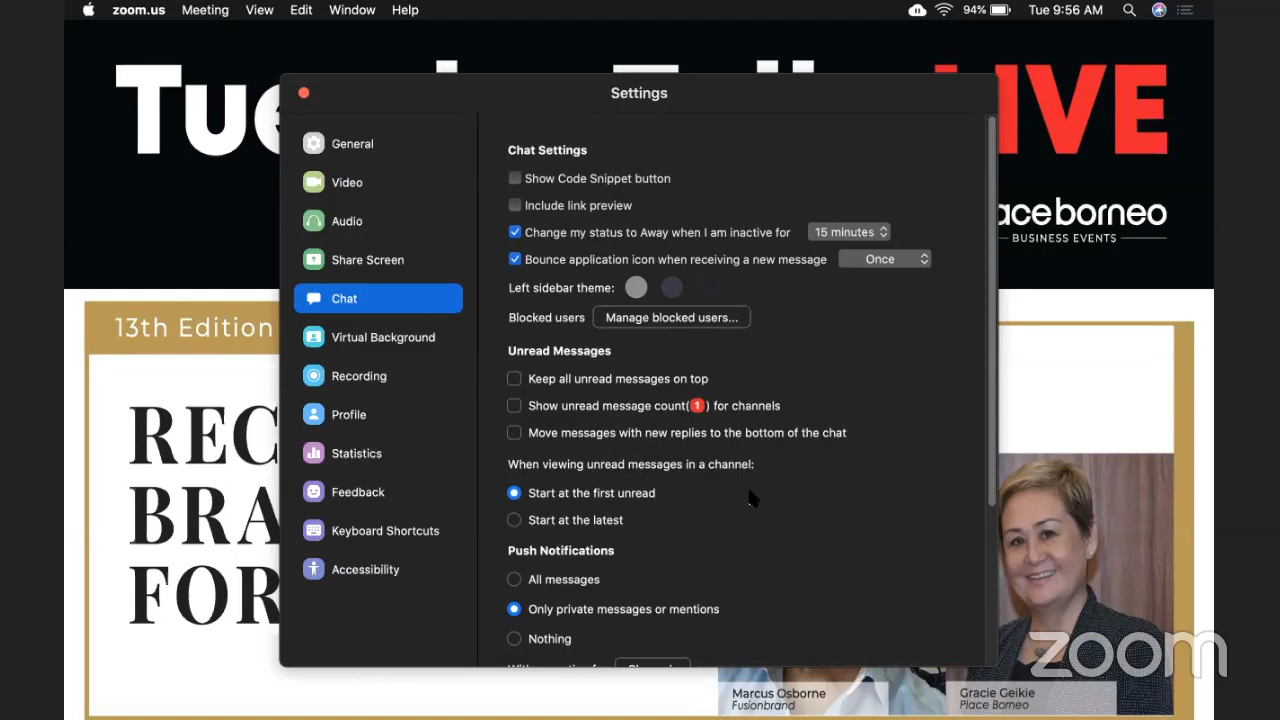 zoom.us Meeting View Edit Window Help 94% Tue 9:56 AM
Settings
LIVE
General
Video
Audio
Share Screen
Chat
Virtual Background
Recording
Profile
Statistics
Feedback
Keyboard Shortcuts
Accessibility
Chat Settings
Show Code Snippet button
Include link preview
Change my status to Away when I am inactive for 15 minutes
Bounce application icon when receiving a new message Once
Left sidebar theme:
Blocked users Manage blocked users...
Unread Messages
Keep all unread messages on top
Show unread message count( 1 ) for channels
Move messages with new replies to the bottom of the chat
When viewing unread messages in a channel:
Start at the first unread
Start at the latest
Push Notifications
All messages
Only private messages or mentions
Nothing
ace borneo
BUSINESS EVENTS
13th Edition
REC
BRA
FOR
Marcus Osborne
Fusionbrand
Gracie Geikie
Place Borneo
zoom